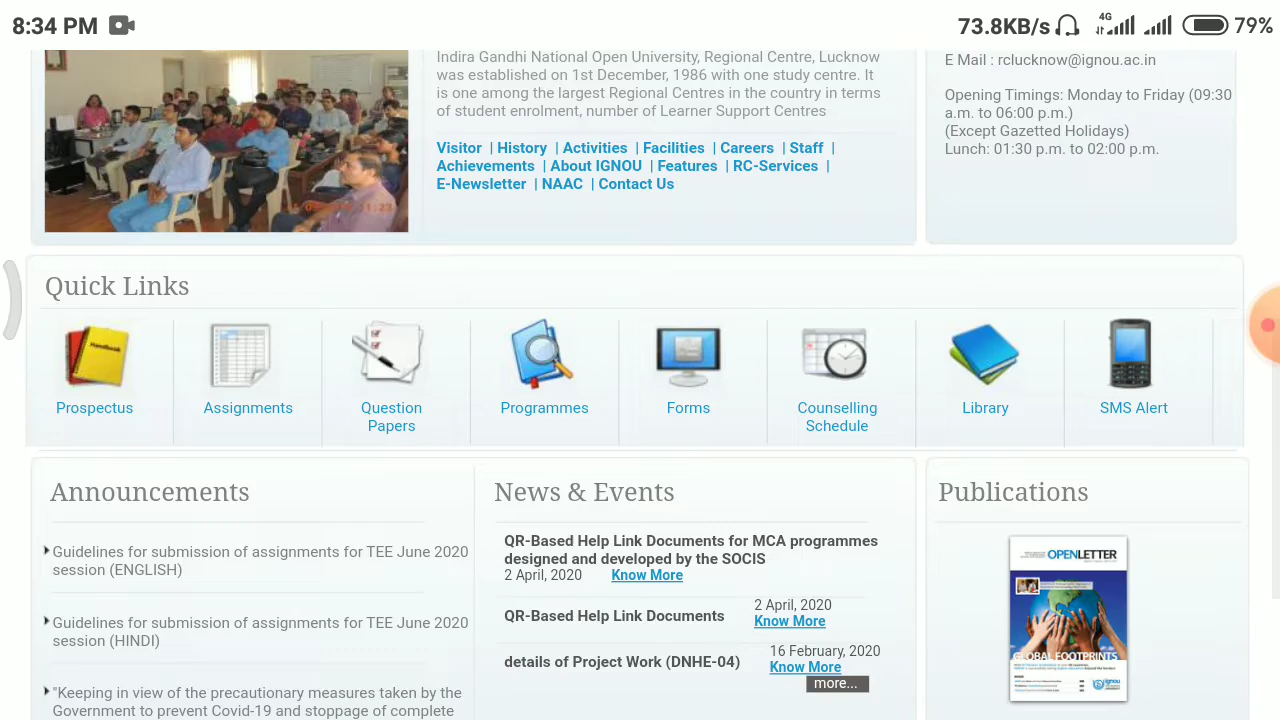 8:34 PM
73.8KB/s 4G 79%
Indira Gandhi National Open University, Regional Centre, Lucknow
was established on 1st December, 1986 with one study centre. It
is one among the largest Regional Centres in the country in terms
of student enrolment, number of Learner Support Centres
Visitor | History | Activities | Facilities | Careers | Staff |
Achievements | About IGNOU | Features | RC-Services |
E-Newsletter | NAAC | Contact Us
E Mail : rclucknow@ignou.ac.in
Opening Timings: Monday to Friday (09:30
a.m. to 06:00 p.m.)
(Except Gazetted Holidays)
Lunch: 01:30 p.m. to 02:00 p.m.
Quick Links
Handbook
Prospectus
Assignments
Question
Papers
Programmes
Forms
Counselling
Schedule
Library
SMS Alert
Announcements
Guidelines for submission of assignments for TEE June 2020
session (ENGLISH)
Guidelines for submission of assignments for TEE June 2020
session (HINDI)
"Keeping in view of the precautionary measures taken by the
Government to prevent Covid-19 and stoppage of complete
News & Events
QR-Based Help Link Documents for MCA programmes
designed and developed by the SOCIS
2 April, 2020 Know More
QR-Based Help Link Documents
2 April, 2020
Know More
details of Project Work (DNHE-04)
16 February, 2020
Know More
more...
Publications
OPENLETTER
GLOBAL FOOTPRINTS
ignou